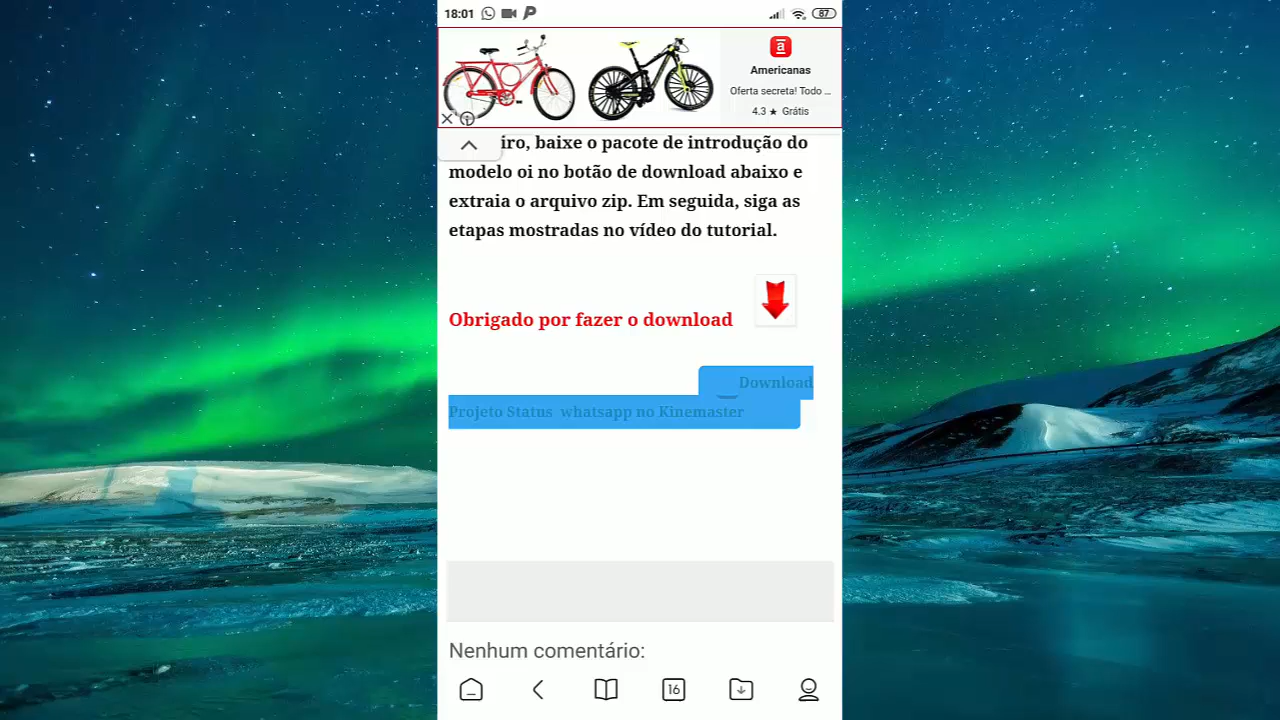 18:01
87
Americanas
Oferta secreta! Todo ...
4.3 ★ Grátis
iro, baixe o pacote de introdução do
modelo oi no botão de download abaixo e
extraia o arquivo zip. Em seguida, siga as
etapas mostradas no vídeo do tutorial.
Obrigado por fazer o download
Download
Projeto Status whatsapp no Kinemaster
Nenhum comentário:
16